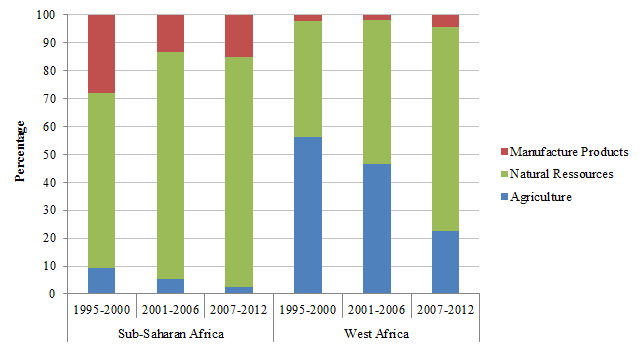 100
90
80
70
60
50
40
30
20
10
0
Percentage
1995-2000 2001-2006 2007-2012 1995-2000 2001-2006 2007-2012
Sub-Saharan Africa West Africa
Manufacture Products
Natural Ressources
Agriculture